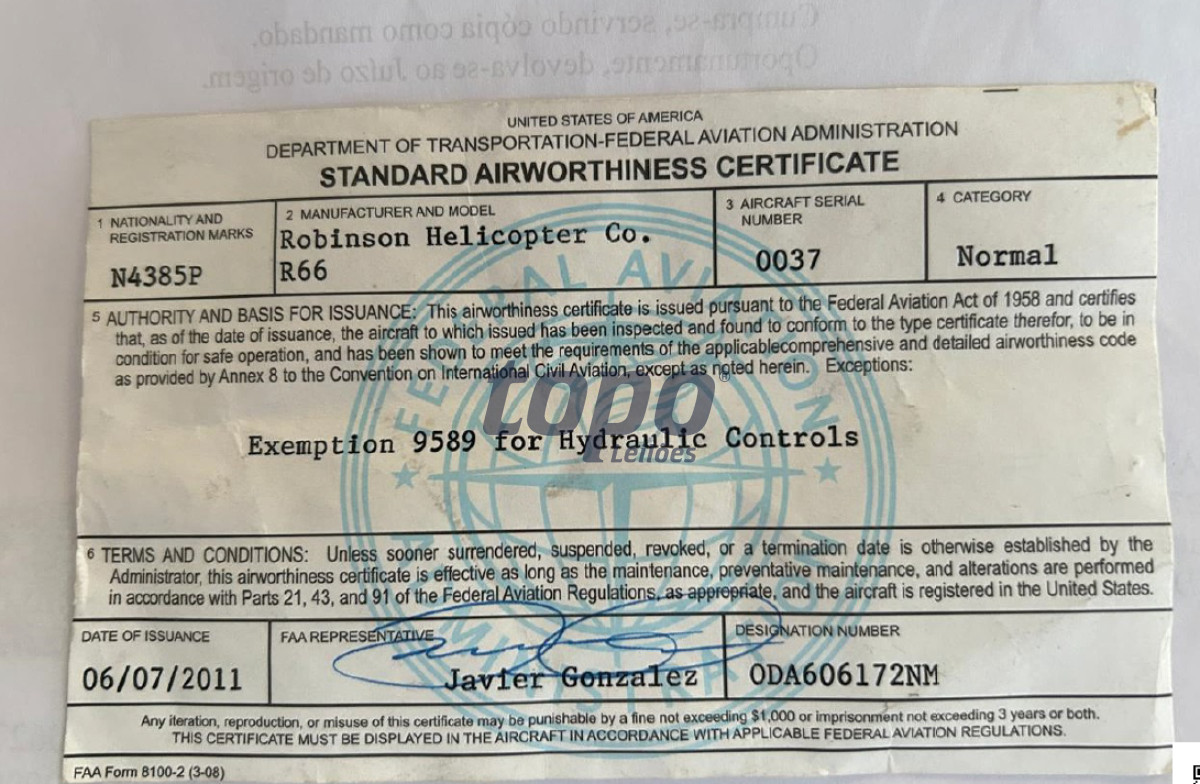 Cumpra-se, servindo cópia como mandado.
Oportunamente, devolva-se ao Juízo de origem.
UNITED STATES OF AMERICA
DEPARTMENT OF TRANSPORTATION-FEDERAL AVIATION ADMINISTRATION
STANDARD AIRWORTHINESS CERTIFICATE
1 NATIONALITY AND
REGISTRATION MARKS
N4385P
2 MANUFACTURER AND MODEL
Robinson Helicopter Co.
R66
3 AIRCRAFT SERIAL
NUMBER
0037
4 CATEGORY
Normal
5 AUTHORITY AND BASIS FOR ISSUANCE: This airworthiness certificate is issued pursuant to the Federal Aviation Act of 1958 and certifies
that, as of the date of issuance, the aircraft to which issued has been inspected and found to conform to the type certificate therefor, to be in
condition for safe operation, and has been shown to meet the requirements of the applicablecomprehensive and detailed airworthiness code
as provided by Annex 8 to the Convention on International Civil Aviation, except as noted herein. Exceptions:
Exemption 9589 for Hydraulic Controls
topo®
Leilões
FEDERAL AVIATION ADMINISTRATION
6 TERMS AND CONDITIONS: Unless sooner surrendered, suspended, revoked, or a termination date is otherwise established by the
Administrator, this airworthiness certificate is effective as long as the maintenance, preventative maintenance, and alterations are performed
in accordance with Parts 21, 43, and 91 of the Federal Aviation Regulations, as appropriate, and the aircraft is registered in the United States.
DATE OF ISSUANCE
06/07/2011
FAA REPRESENTATIVE
Javier Gonzalez
DESIGNATION NUMBER
ODA606172NM
Any iteration, reproduction, or misuse of this certificate may be punishable by a fine not exceeding $1,000 or imprisonment not exceeding 3 years or both.
THIS CERTIFICATE MUST BE DISPLAYED IN THE AIRCRAFT IN ACCORDANCE WITH APPLICABLE FEDERAL AVIATION REGULATIONS.
FAA Form 8100-2 (3-08)